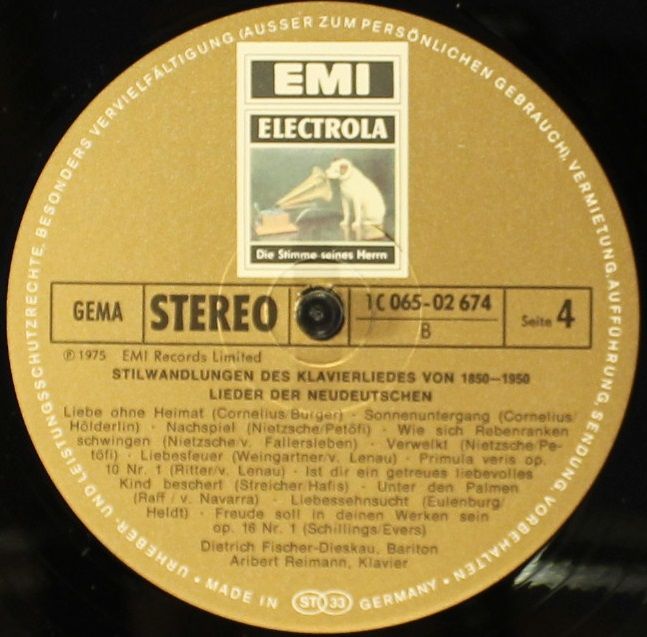 URHEBER- UND LEISTUNGSSCHUTZRECHTE, BESONDERS VERVIELFÄLTIGUNG (AUSSER ZUM PERSÖNLICHEN GEBRAUCH), VERMIETUNG, AUFFÜHRUNG, SENDUNG VORBEHALTEN •
EMI
ELECTROLA
Die Stimme seines Herrn
GEMA STEREO 1C 065-02 674 Seite 4
B
℗ 1975 EMI Records Limited
STILWANDLUNGEN DES KLAVIERLIEDES VON 1850—1950
LIEDER DER NEUDEUTSCHEN
Liebe ohne Heimat (Cornelius/Bürger) · Sonnenuntergang (Cornelius/
Hölderlin) · Nachspiel (Nietzsche/Petöfi) · Wie sich Rebenranken
schwingen (Nietzsche/v. Fallersleben) · Verwelkt (Nietzsche/Pe-
töfi) · Liebesfeuer (Weingartner/v. Lenau) · Primula veris op.
10 Nr. 1 (Ritter/v. Lenau) · Ist dir ein getreues liebevolles
Kind beschert (Streicher/Hafis) · Unter den Palmen
(Raff / v. Navarra) · Liebessehnsucht (Eulenburg/
Heldt) · Freude soll in deinen Werken sein
op. 16 Nr. 1 (Schillings/Evers)
Dietrich Fischer-Dieskau, Bariton
Aribert Reimann, Klavier
• MADE IN ST 33 GERMANY